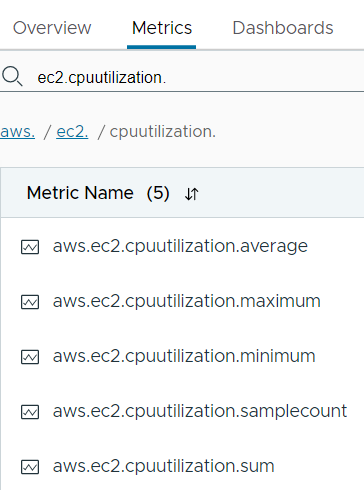 Overview Metrics Dashboards
ec2.cpuutilization.
aws. / ec2. / cpuutilization.
Metric Name (5)
aws.ec2.cpuutilization.average
aws.ec2.cpuutilization.maximum
aws.ec2.cpuutilization.minimum
aws.ec2.cpuutilization.samplecount
aws.ec2.cpuutilization.sum